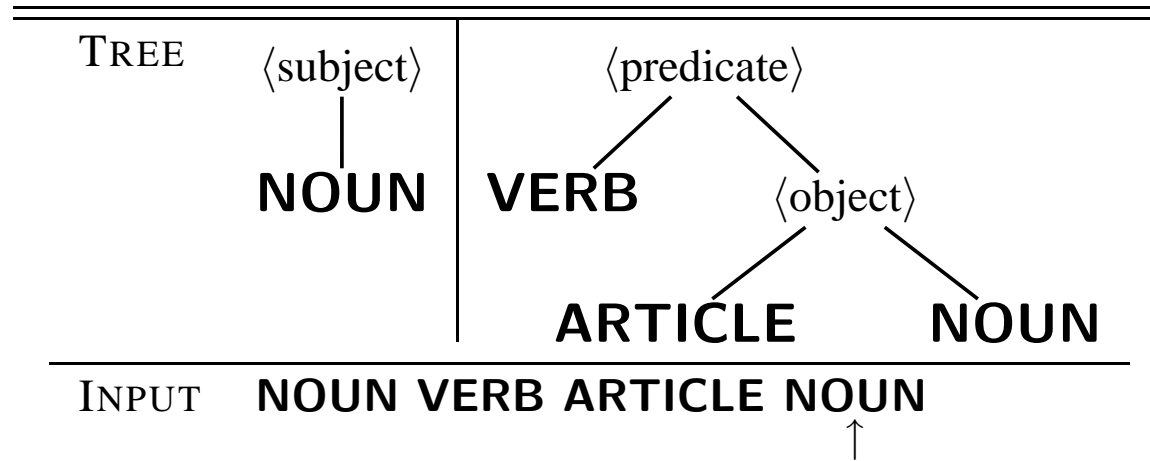 TREE ⟨subject⟩ ⟨predicate⟩
NOUN VERB ⟨object⟩
ARTICLE NOUN
INPUT NOUN VERB ARTICLE NOUN
↑